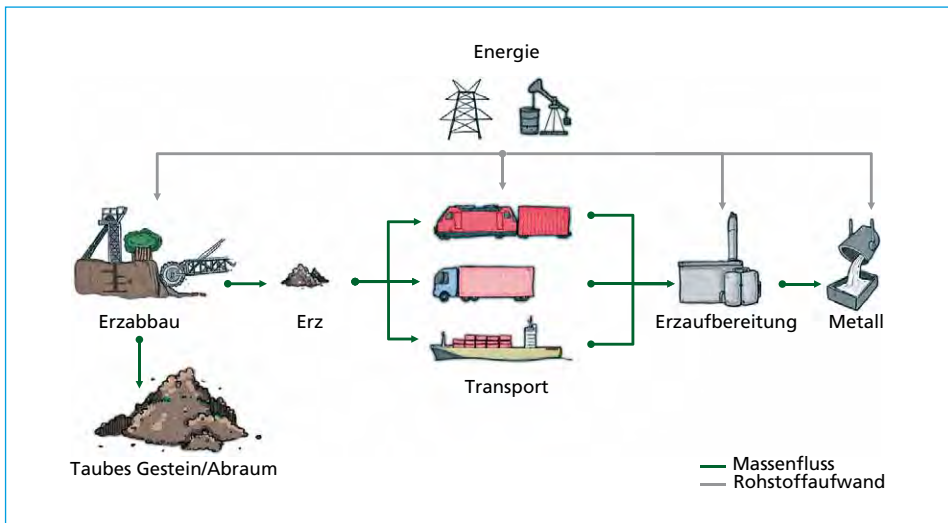 Energie
Erzabbau
Erz
Transport
Erzaufbereitung
Metall
Taubes Gestein/Abraum
Massenfluss
Rohstoffaufwand